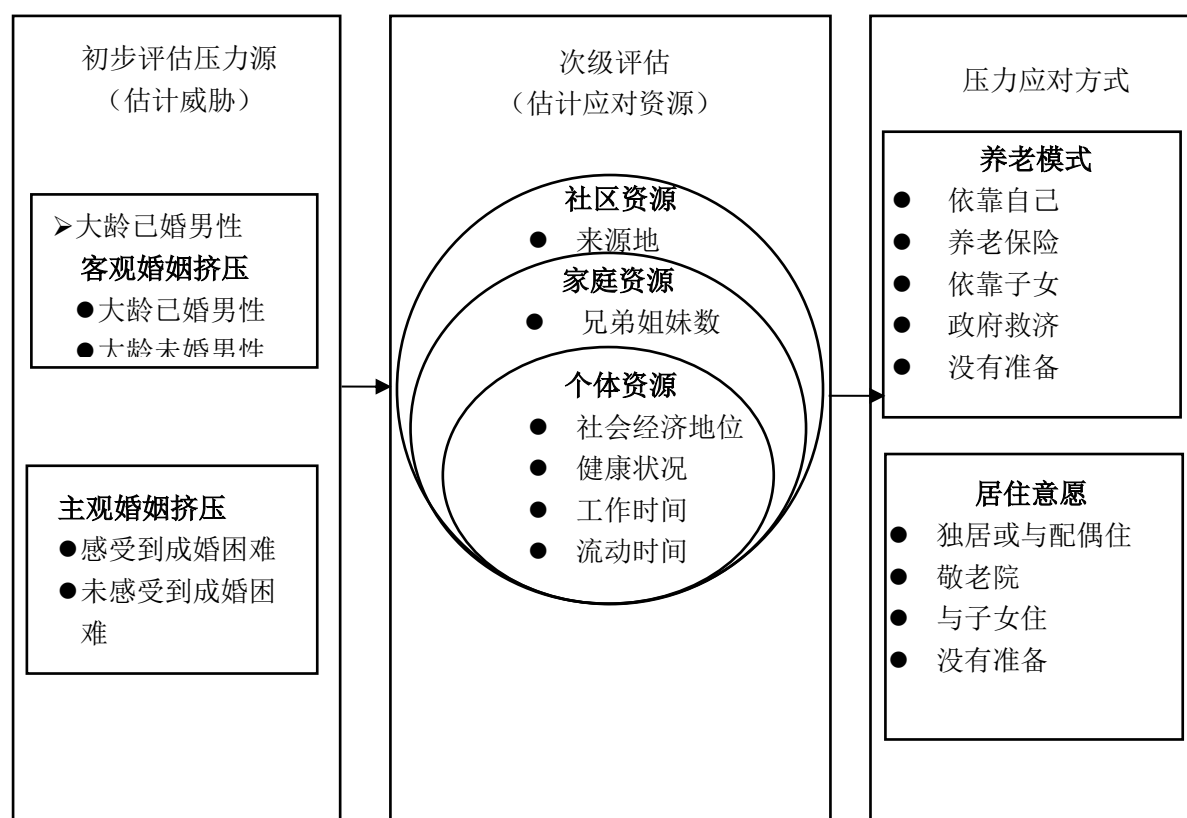 初步评估压力源
（估计威胁）
➢大龄已婚男性
客观婚姻挤压
●大龄已婚男性
●大龄未婚男性
主观婚姻挤压
●感受到成婚困难
●未感受到成婚困
难
次级评估
（估计应对资源）
社区资源
● 来源地
家庭资源
● 兄弟姐妹数
个体资源
● 社会经济地位
● 健康状况
● 工作时间
● 流动时间
压力应对方式
养老模式
● 依靠自己
● 养老保险
● 依靠子女
● 政府救济
● 没有准备
居住意愿
● 独居或与配偶住
● 敬老院
● 与子女住
● 没有准备